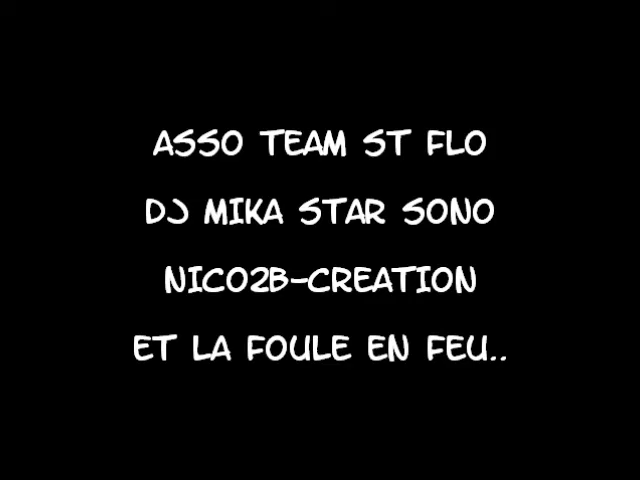 ASSO TEAM ST FLO
DJ MIKA STAR SONO
NICO2B-CREATION
ET LA FOULE EN FEU..